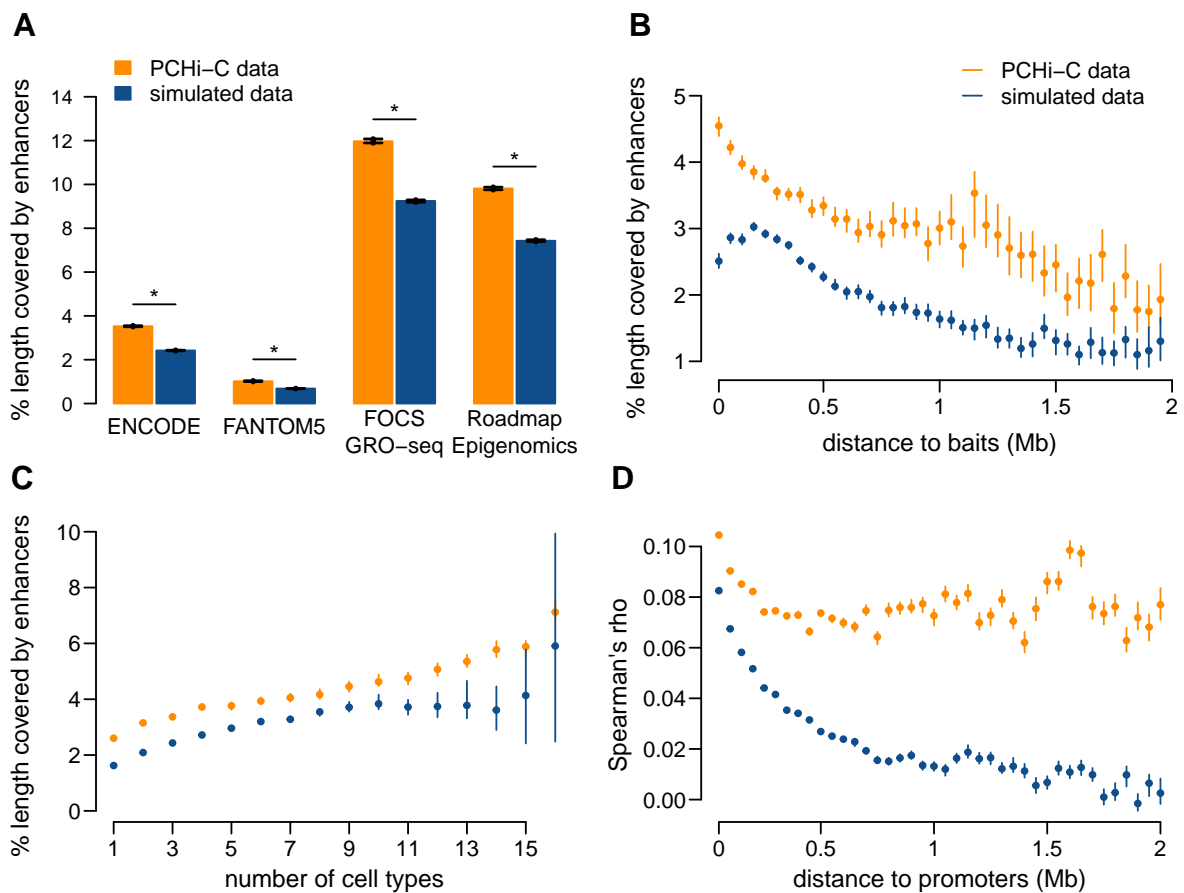 A
% length covered by enhancers
PCHi−C data
simulated data
14
12
10
8
6
4
2
0
*
*
*
*
ENCODE
FANTOM5
FOCS
GRO−seq
Roadmap
Epigenomics
B
% length covered by enhancers
PCHi−C data
simulated data
5
4
3
2
1
0
0.5
1
1.5
2
distance to baits (Mb)
C
% length covered by enhancers
10
8
6
4
2
0
1
3
5
7
9
11
13
15
number of cell types
D
Spearman's rho
0.10
0.08
0.06
0.04
0.02
0.00
0
0.5
1
1.5
2
distance to promoters (Mb)